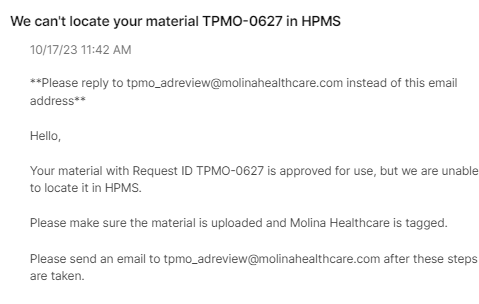 We can't locate your material TPMO-0627 in HPMS
10/17/23 11:42 AM
**Please reply to tpmo_adreview@molinahealthcare.com instead of this email
address**
Hello,
Your material with Request ID TPMO-0627 is approved for use, but we are unable
to locate it in HPMS.
Please make sure the material is uploaded and Molina Healthcare is tagged.
Please send an email to tpmo_adreview@molinahealthcare.com after these steps
are taken.